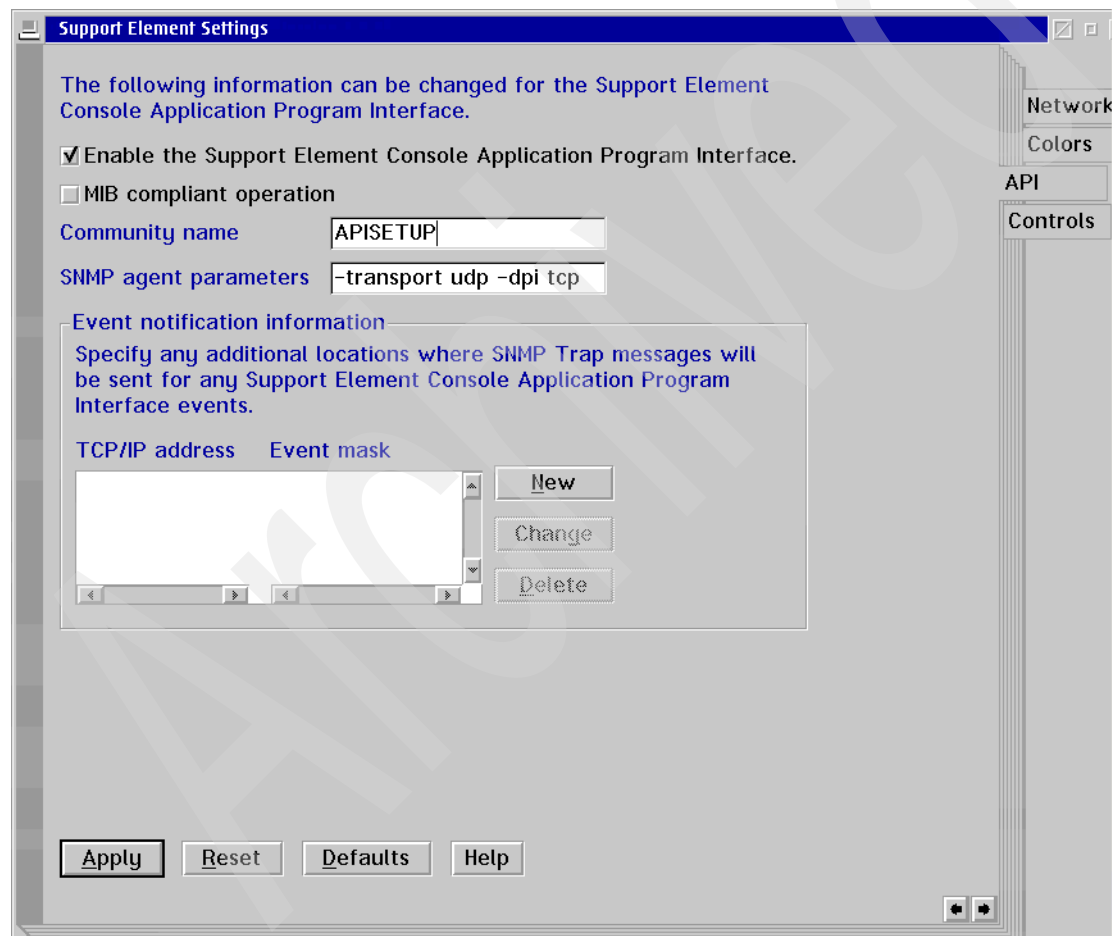 Support Element Settings
The following information can be changed for the Support Element
Console Application Program Interface.
Enable the Support Element Console Application Program Interface.
MIB compliant operation
Community name APISETUP
SNMP agent parameters -transport udp -dpi tcp
Event notification information
Specify any additional locations where SNMP Trap messages will
be sent for any Support Element Console Application Program
Interface events.
TCP/IP address Event mask
New
Change
Delete
Apply Reset Defaults Help
Network
Colors
API
Controls
Archived